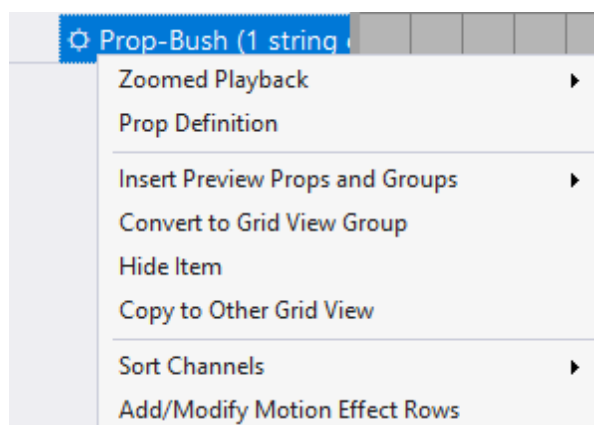 Prop-Bush (1 string
Zoomed Playback
Prop Definition
Insert Preview Props and Groups
Convert to Grid View Group
Hide Item
Copy to Other Grid View
Sort Channels
Add/Modify Motion Effect Rows